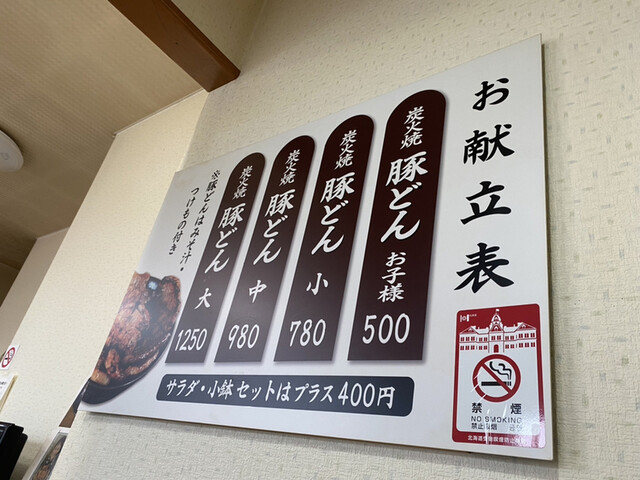 お献立表
炭火焼 豚どん お子様 500
炭火焼 豚どん 小 780
炭火焼 豚どん 中 980
炭火焼 豚どん 大 1250
※豚どんはみそ汁・
つけもの付き
サラダ・小鉢セットはプラス400円
禁煙
NO SMOKING